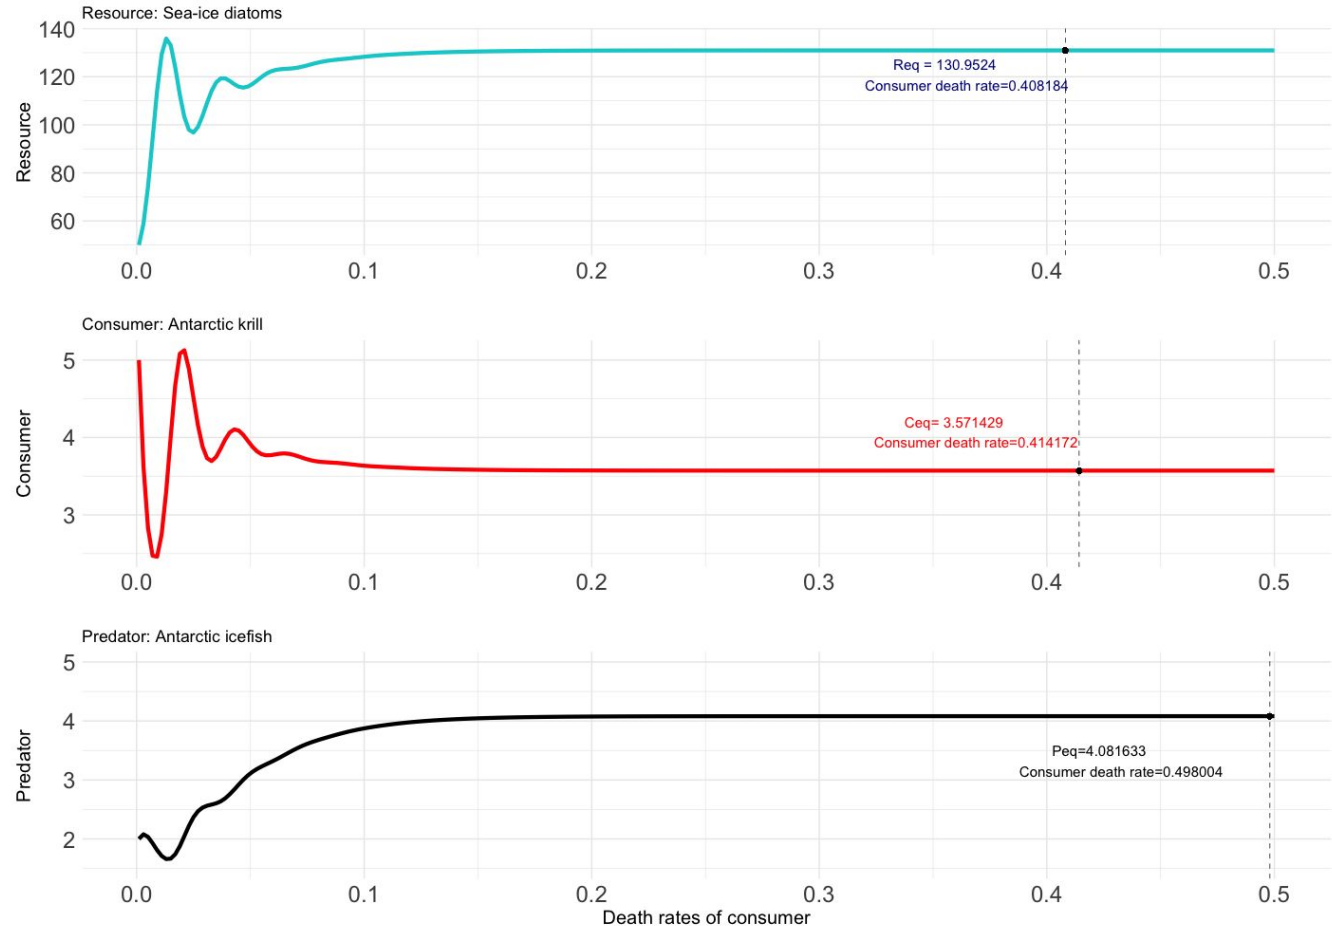 Resource: Sea-ice diatoms
140
120
100
80
60
Resource
Req = 130.9524
Consumer death rate=0.408184
0.0 0.1 0.2 0.3 0.4 0.5
Consumer: Antarctic krill
5
4
3
Consumer
Ceq= 3.571429
Consumer death rate=0.414172
0.0 0.1 0.2 0.3 0.4 0.5
Predator: Antarctic icefish
5
4
3
2
Predator
Peq=4.081633
Consumer death rate=0.498004
0.0 0.1 0.2 0.3 0.4 0.5
Death rates of consumer